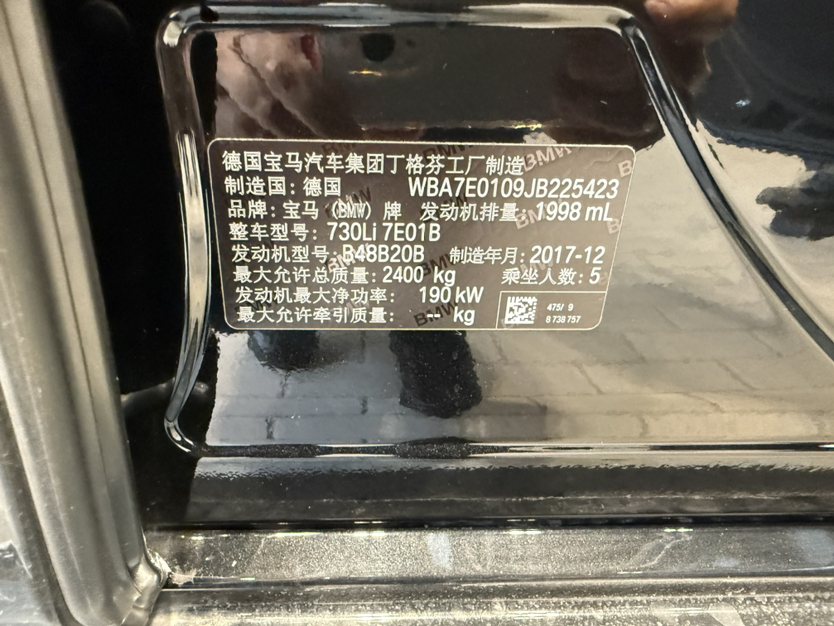 德国宝马汽车集团丁格芬工厂制造
制造国: 德国 WBA7E0109JB225423
品牌: 宝马 (BMW) 牌 发动机排量: 1998 mL
整车型号: 730Li 7E01B
发动机型号: B48B20B 制造年月: 2017-12
最大允许总质量: 2400 kg 乘坐人数: 5
发动机最大净功率: 190 kW
最大允许牵引质量: -- kg
475/ 9
8 738 757